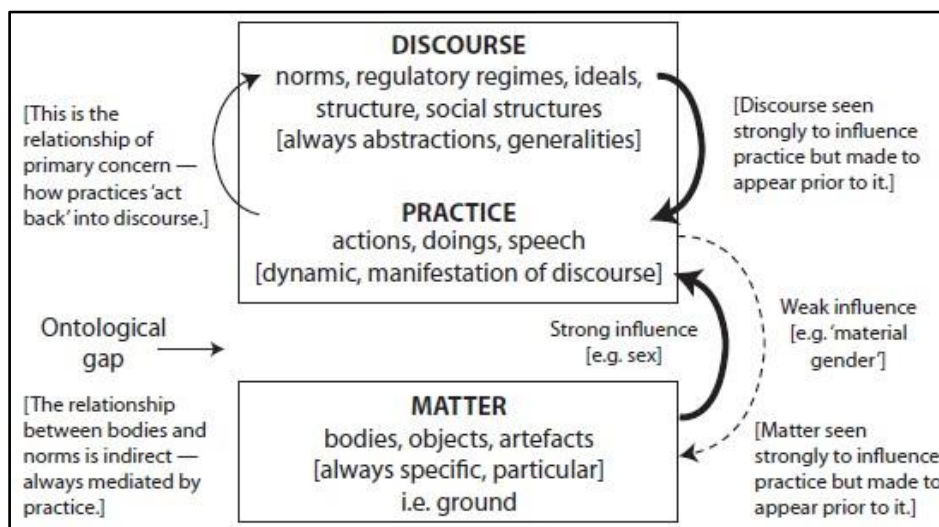 DISCOURSE
norms, regulatory regimes, ideals,
structure, social structures
[always abstractions, generalities]
[This is the
relationship of
primary concern —
how practices ‘act
back’ into discourse.]
[Discourse seen
strongly to influence
practice but made to
appear prior to it.]
PRACTICE
actions, doings, speech
[dynamic, manifestation of discourse]
Ontological
gap
Strong influence
[e.g. sex]
Weak influence
[e.g. ‘material
gender’]
[The relationship
between bodies and
norms is indirect —
always mediated by
practice.]
MATTER
bodies, objects, artefacts
[always specific, particular]
i.e. ground
[Matter seen
strongly to influence
practice but made to
appear prior to it.]